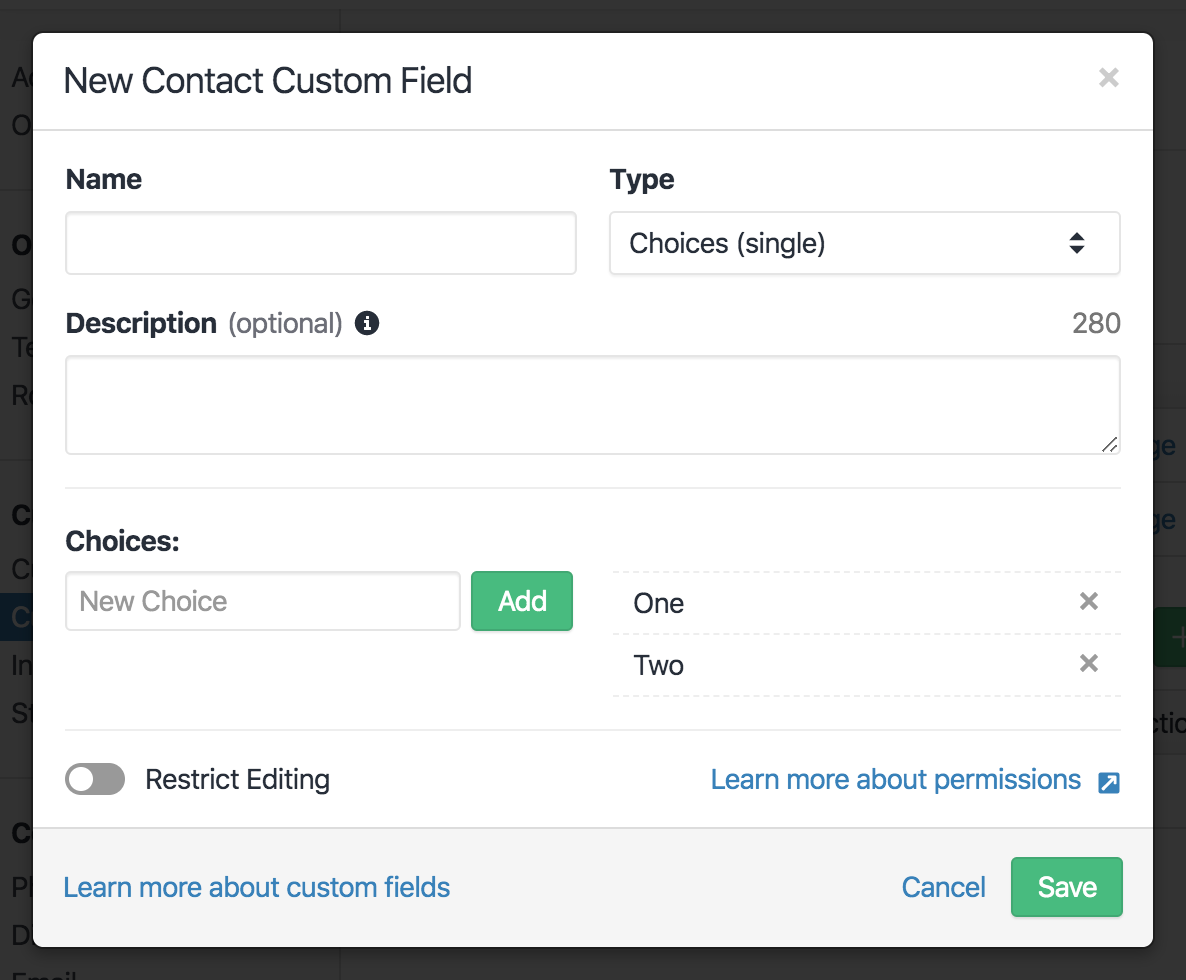 New Contact Custom Field
Name
Type
Choices (single)
Description (optional)
280
Choices:
New Choice
Add
One
Two
Restrict Editing
Learn more about permissions
Learn more about custom fields
Cancel
Save